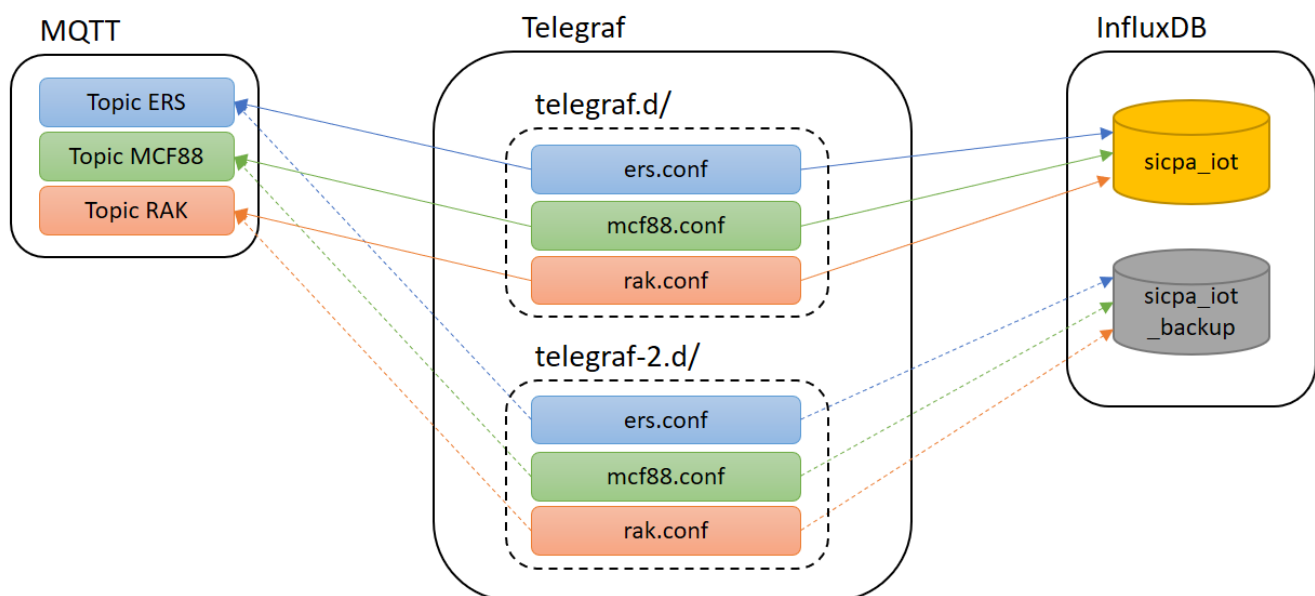 MQTT
Topic ERS
Topic MCF88
Topic RAK
Telegraf
telegraf.d/
ers.conf
mcf88.conf
rak.conf
telegraf-2.d/
ers.conf
mcf88.conf
rak.conf
InfluxDB
sicpa_iot
sicpa_iot
_backup